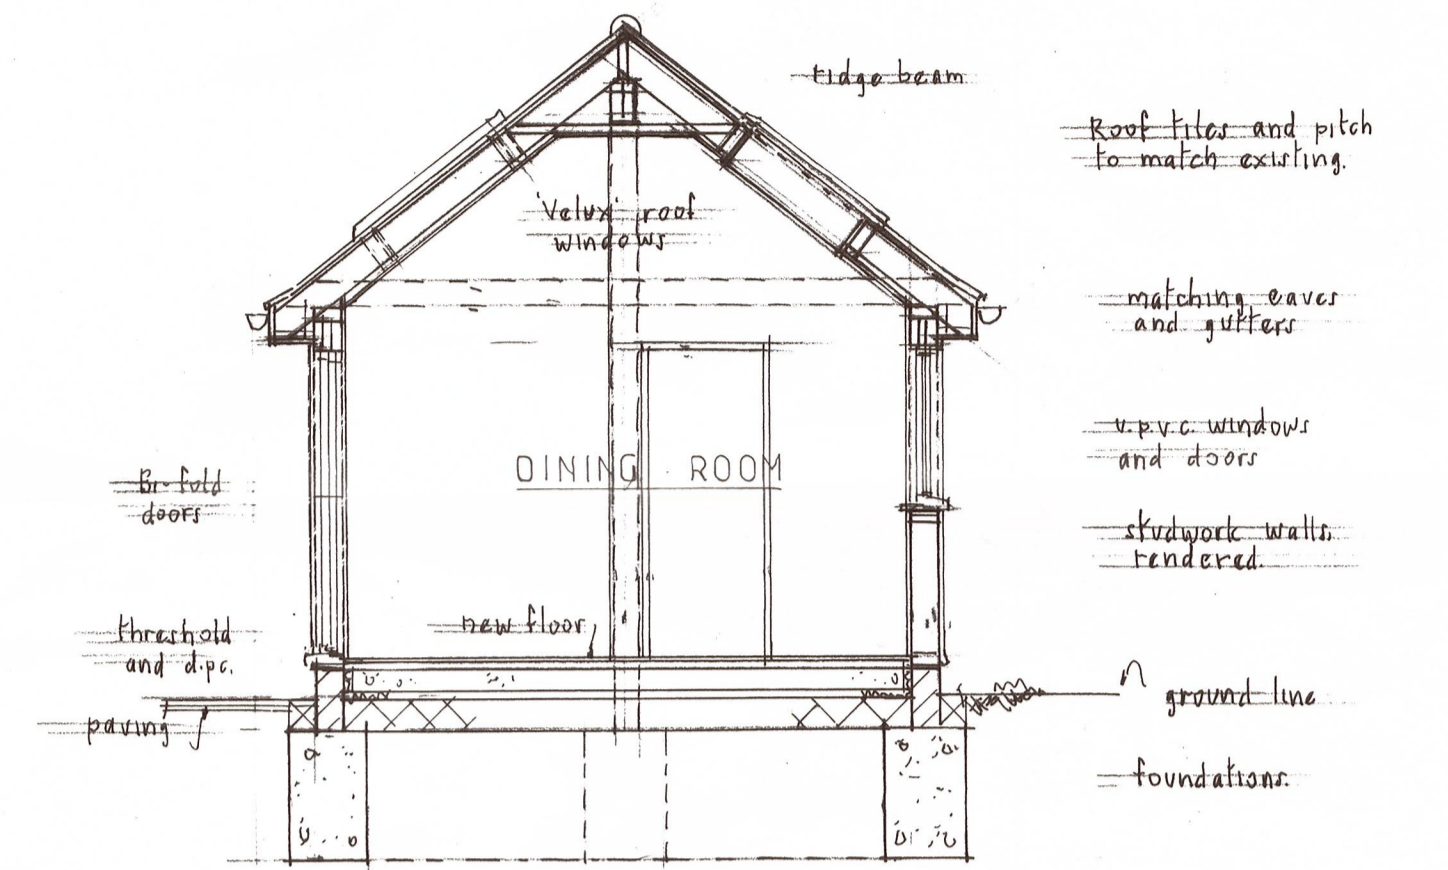 ridge beam
Roof tiles and pitch
to match existing.
'Velux' roof
windows
matching eaves
and gutters
u.p.v.c. windows
and doors
DINING ROOM
Bi-fold
doors
studwork walls,
rendered.
new floor
threshold
and d.p.c.
ground line
paving
foundations.